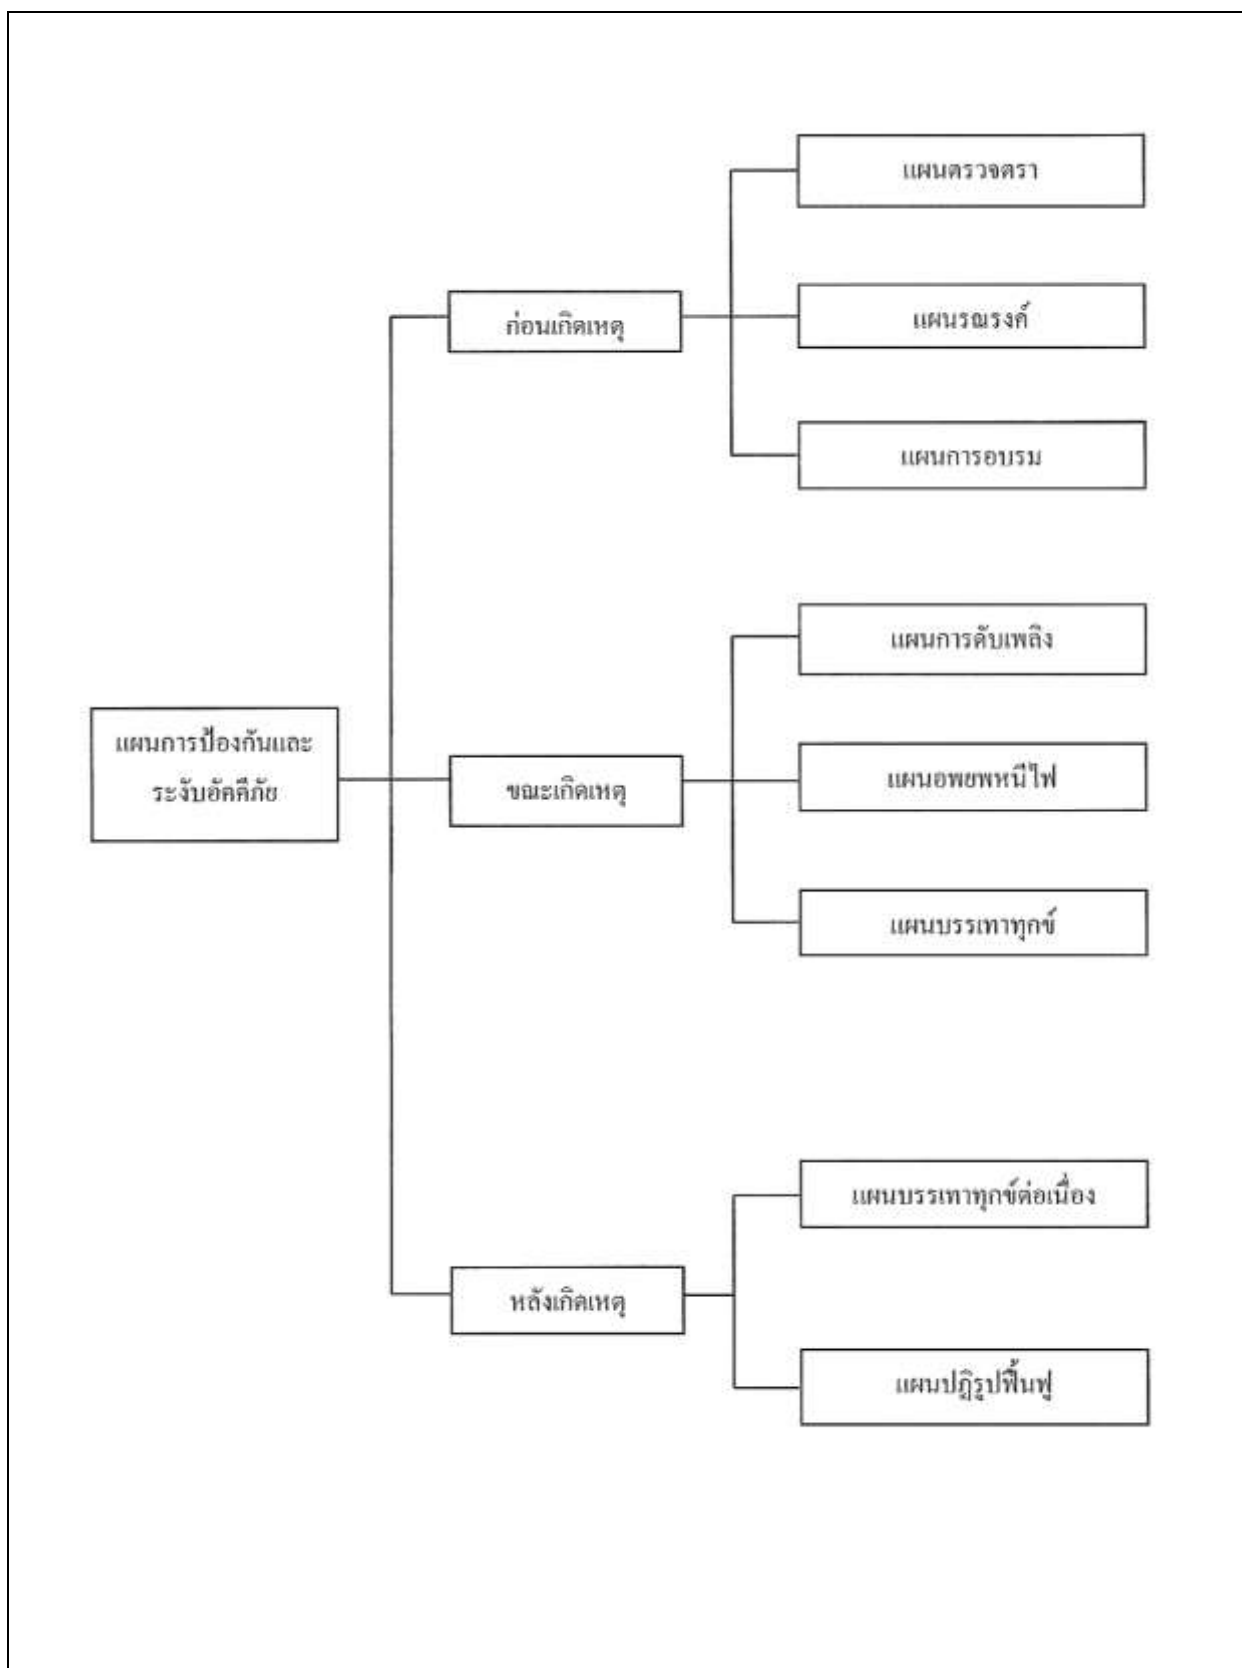 แผนการป้องกันและ
ระงับอัคคีภัย
ก่อนเกิดเหตุ
แผนตรวจตรา
แผนรณรงค์
แผนการอบรม
ขณะเกิดเหตุ
แผนการดับเพลิง
แผนอพยพหนีไฟ
แผนบรรเทาทุกข์
หลังเกิดเหตุ
แผนบรรเทาทุกข์ต่อเนื่อง
แผนปฏิรูปฟื้นฟู